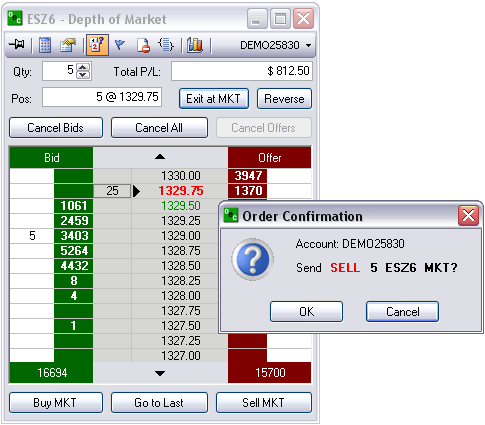 ESZ6 - Depth of Market
DEMO25830
Qty: 5 Total P/L: $ 812.50
Pos: 5 @ 1329.75 Exit at MKT Reverse
Cancel Bids Cancel All Cancel Offers
Bid Offer
1330.00 3947
25 1329.75 1370
1061 1329.50
2459 1329.25
5 3403 1329.00
5264 1328.75
4432 1328.50
8 1328.25
4 1328.00
1327.75
1 1327.50
1327.25
1327.00
16694 15700
Buy MKT Go to Last Sell MKT
Order Confirmation
Account: DEMO25830
Send SELL 5 ESZ6 MKT?
OK Cancel